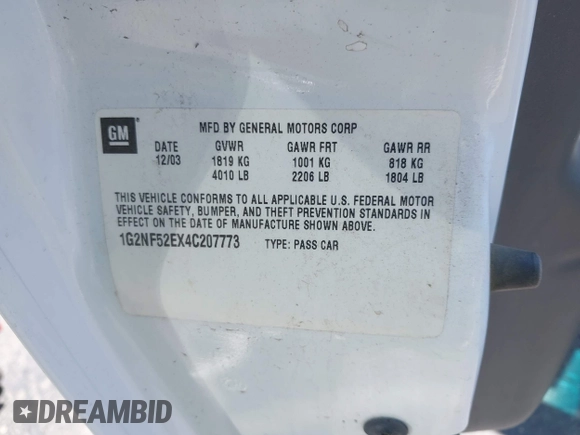 GM
MFD BY GENERAL MOTORS CORP
DATE GVWR GAWR FRT GAWR RR
12/03 1819 KG 1001 KG 818 KG
4010 LB 2206 LB 1804 LB
THIS VEHICLE CONFORMS TO ALL APPLICABLE U.S. FEDERAL MOTOR
VEHICLE SAFETY, BUMPER, AND THEFT PREVENTION STANDARDS IN
EFFECT ON THE DATE OF MANUFACTURE SHOWN ABOVE.
1G2NF52EX4C207773 TYPE: PASS CAR
DREAMBID